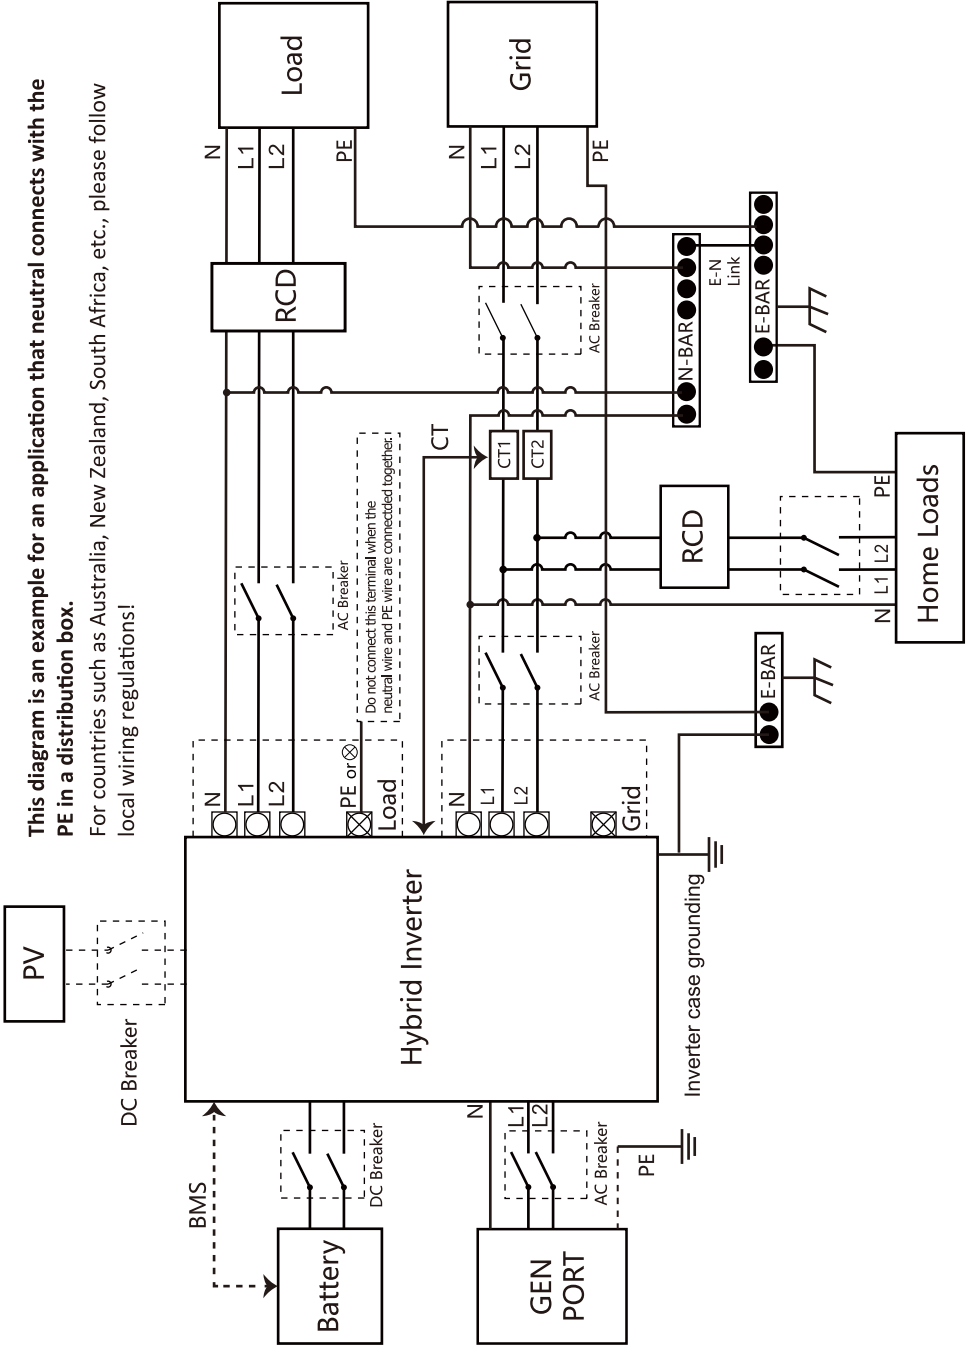 This diagram is an example for an application that neutral connects with the
PE in a distribution box.
For countries such as Australia, New Zealand, South Africa, etc., please follow
local wiring regulations!
PV
DC Breaker
BMS
Battery
DC Breaker
Hybrid Inverter
N
L1
L2
PE or
Load
AC Breaker
RCD
N
L1
L2
PE
Load
Do not connect this terminal when the
neutral wire and PE wire are connectded together.
CT
N
L1
L2
Grid
AC Breaker
CT1
CT2
AC Breaker
N
L1
L2
PE
Grid
GEN
PORT
AC Breaker
N
L1
L2
PE
Inverter case grounding
E-BAR
RCD
N-BAR
E-N
Link
E-BAR
N
L1
L2
PE
Home Loads